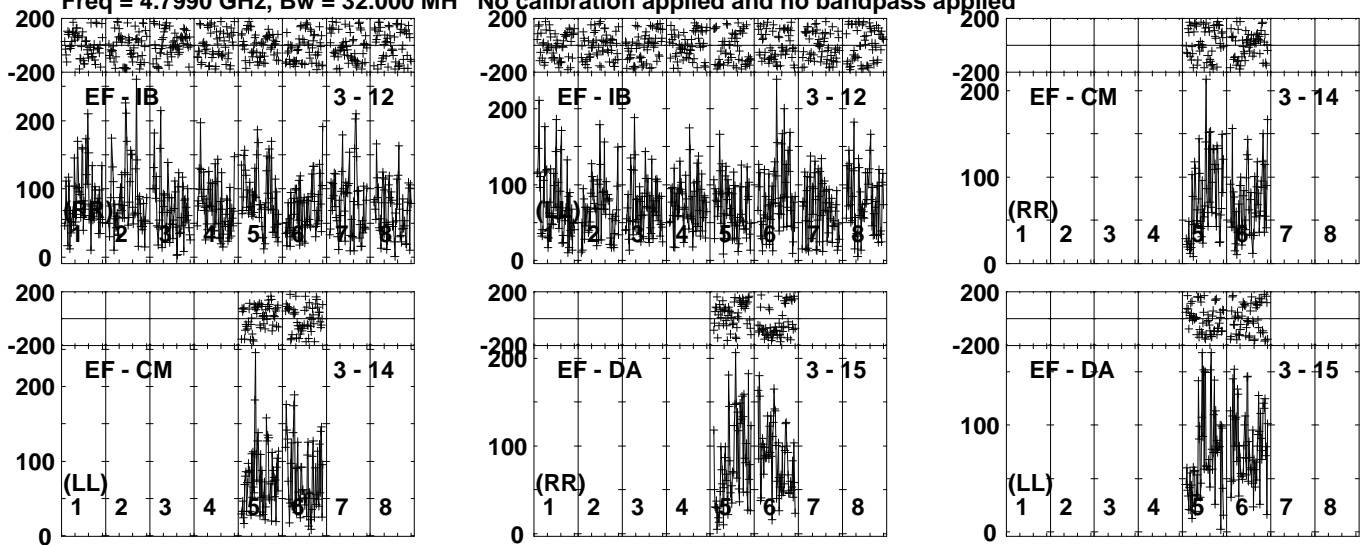 Freq = 4.7990 GHz, Bw = 32.000 MH No calibration applied and no bandpass applied
200
-200
EF - IB 3 - 12
200
100
(RR)
1 2 3 4 5 6 7 8
0
200
-200
EF - IB 3 - 12
200
100
(LL)
1 2 3 4 5 6 7 8
0
200
-200
EF - CM 3 - 14
200
100
(RR)
1 2 3 4 5 6 7 8
0
200
-200
EF - CM 3 - 14
200
100
(LL)
1 2 3 4 5 6 7 8
0
200
-200
200
EF - DA 3 - 15
100
(RR)
1 2 3 4 5 6 7 8
0
200
-200
EF - DA 3 - 15
200
100
(LL)
1 2 3 4 5 6 7 8
0